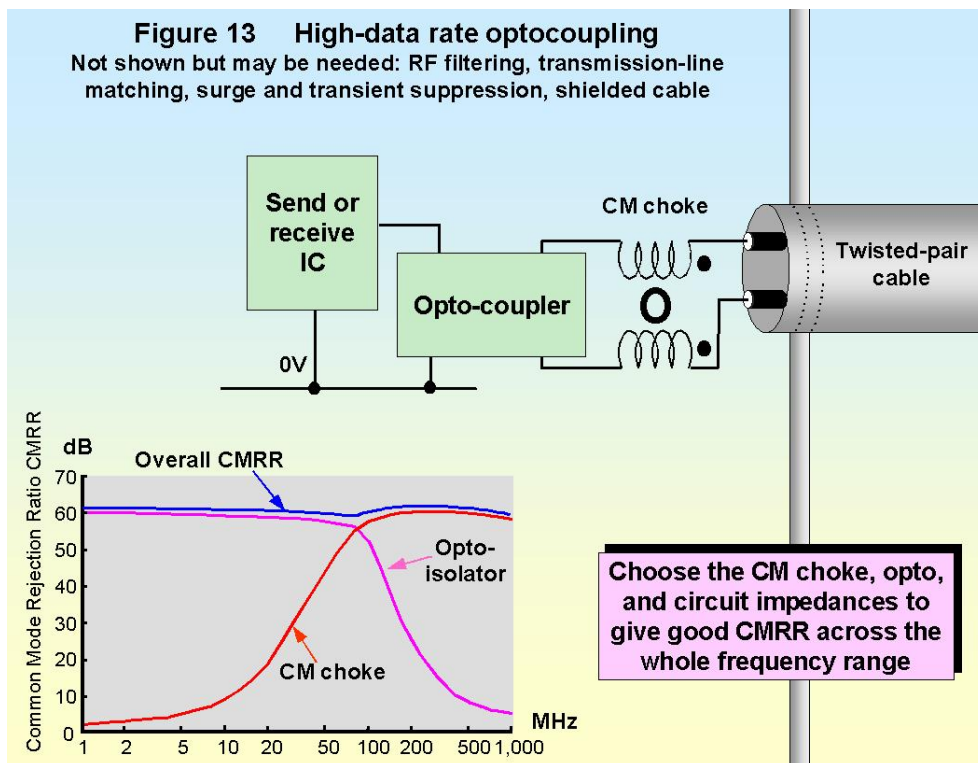 Figure 13 High-data rate optocoupling
Not shown but may be needed: RF filtering, transmission-line
matching, surge and transient suppression, shielded cable
Send or
receive
IC
CM choke
Twisted-pair
cable
Opto-coupler
0V
Common Mode Rejection Ratio CMRR
dB
Overall CMRR
70
60
50
40
30
20
10
0
Opto-
isolator
CM choke
MHz
1 2 5 10 20 50 100 200 500 1,000
Choose the CM choke, opto,
and circuit impedances to
give good CMRR across the
whole frequency range